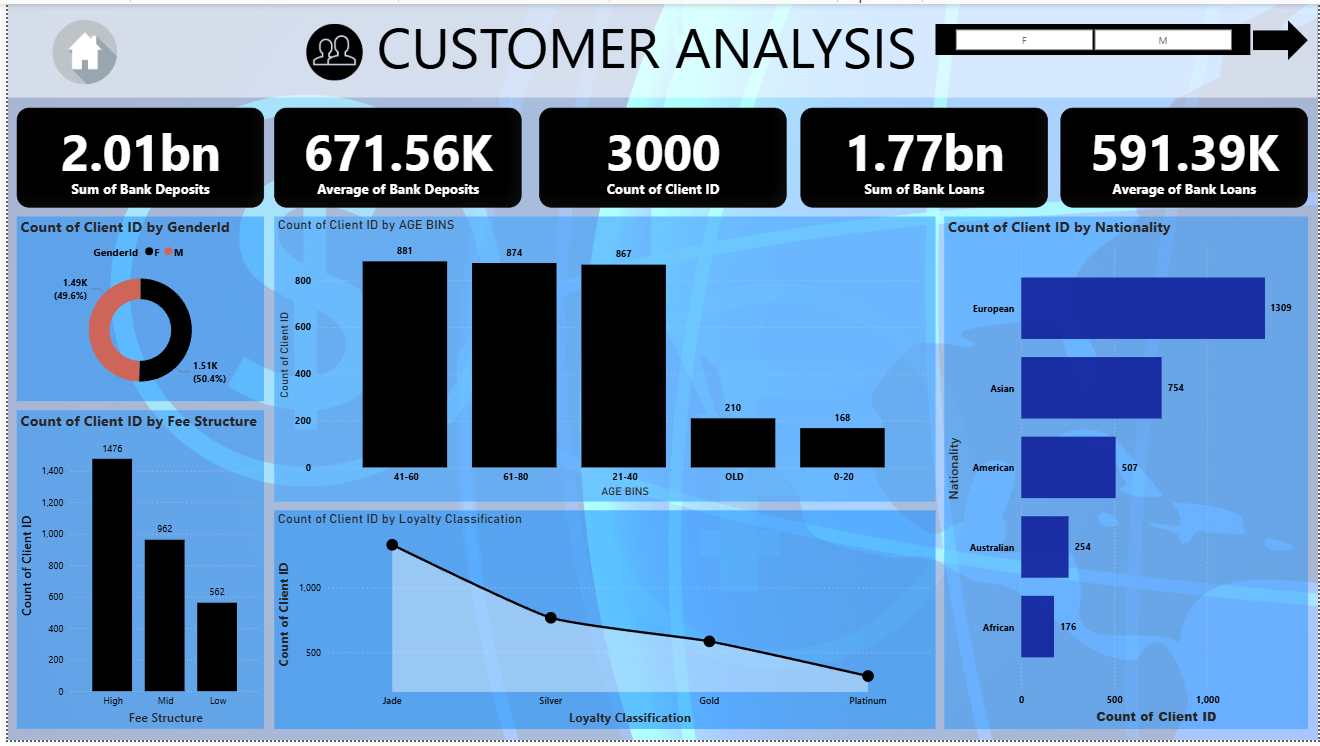 CUSTOMER ANALYSIS
F
M
2.01bn
Sum of Bank Deposits
671.56K
Average of Bank Deposits
3000
Count of Client ID
1.77bn
Sum of Bank Loans
591.39K
Average of Bank Loans
Count of Client ID by GenderId
GenderId F M
1.49K
(49.6%)
1.51K
(50.4%)
Count of Client ID by Fee Structure
Count of Client ID
1,400
1,200
1,000
800
600
400
200
0
1476
962
562
High
Mid
Low
Fee Structure
Count of Client ID by AGE BINS
Count of Client ID
800
600
400
200
0
881
874
867
210
168
41-60
61-80
21-40
OLD
0-20
AGE BINS
Count of Client ID by Loyalty Classification
Count of Client ID
1,000
500
Jade
Silver
Gold
Platinum
Loyalty Classification
Count of Client ID by Nationality
Nationality
European
1309
Asian
754
American
507
Australian
254
African
176
0
500
1,000
Count of Client ID